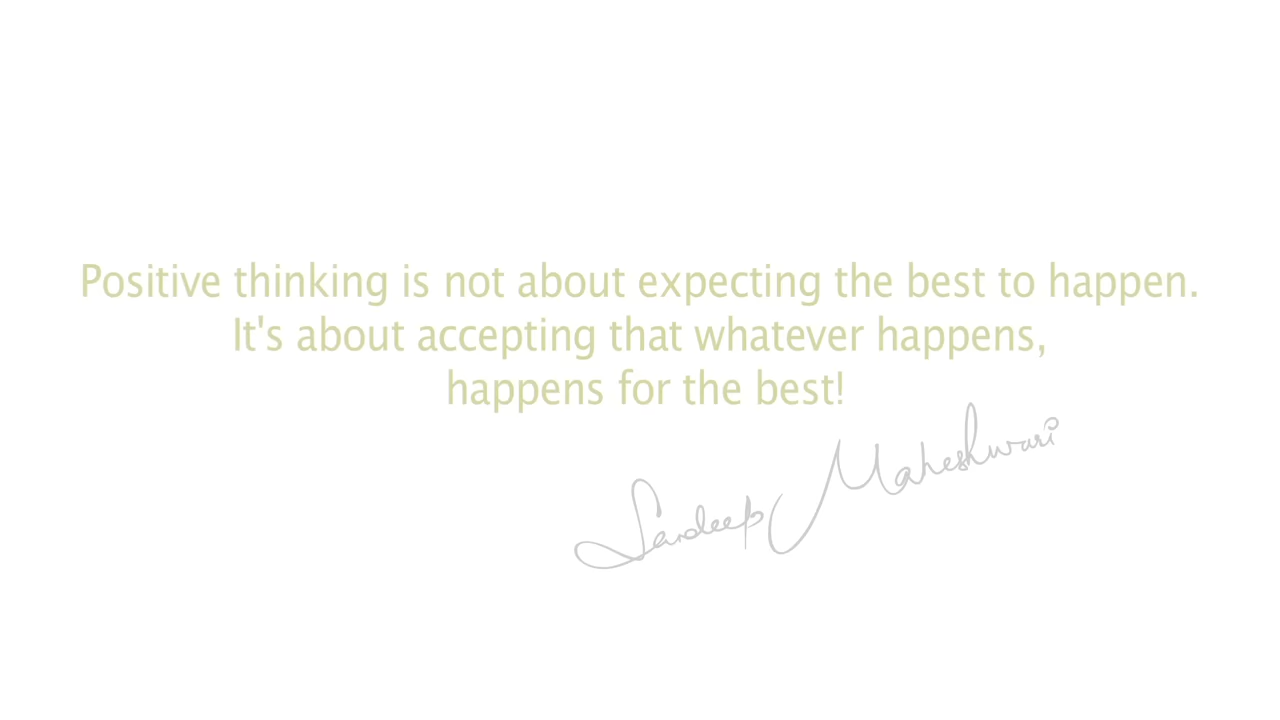 Positive thinking is not about expecting the best to happen.
It's about accepting that whatever happens,
happens for the best!
Sandeep Maheshwari